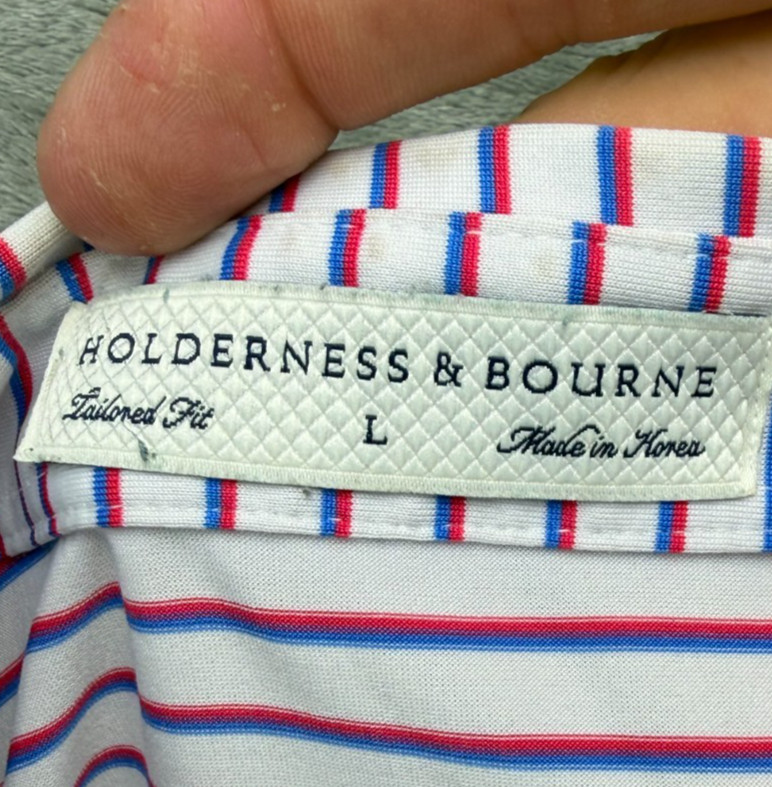 HOLDERNESS & BOURNE
Tailored Fit
L
Made in Korea